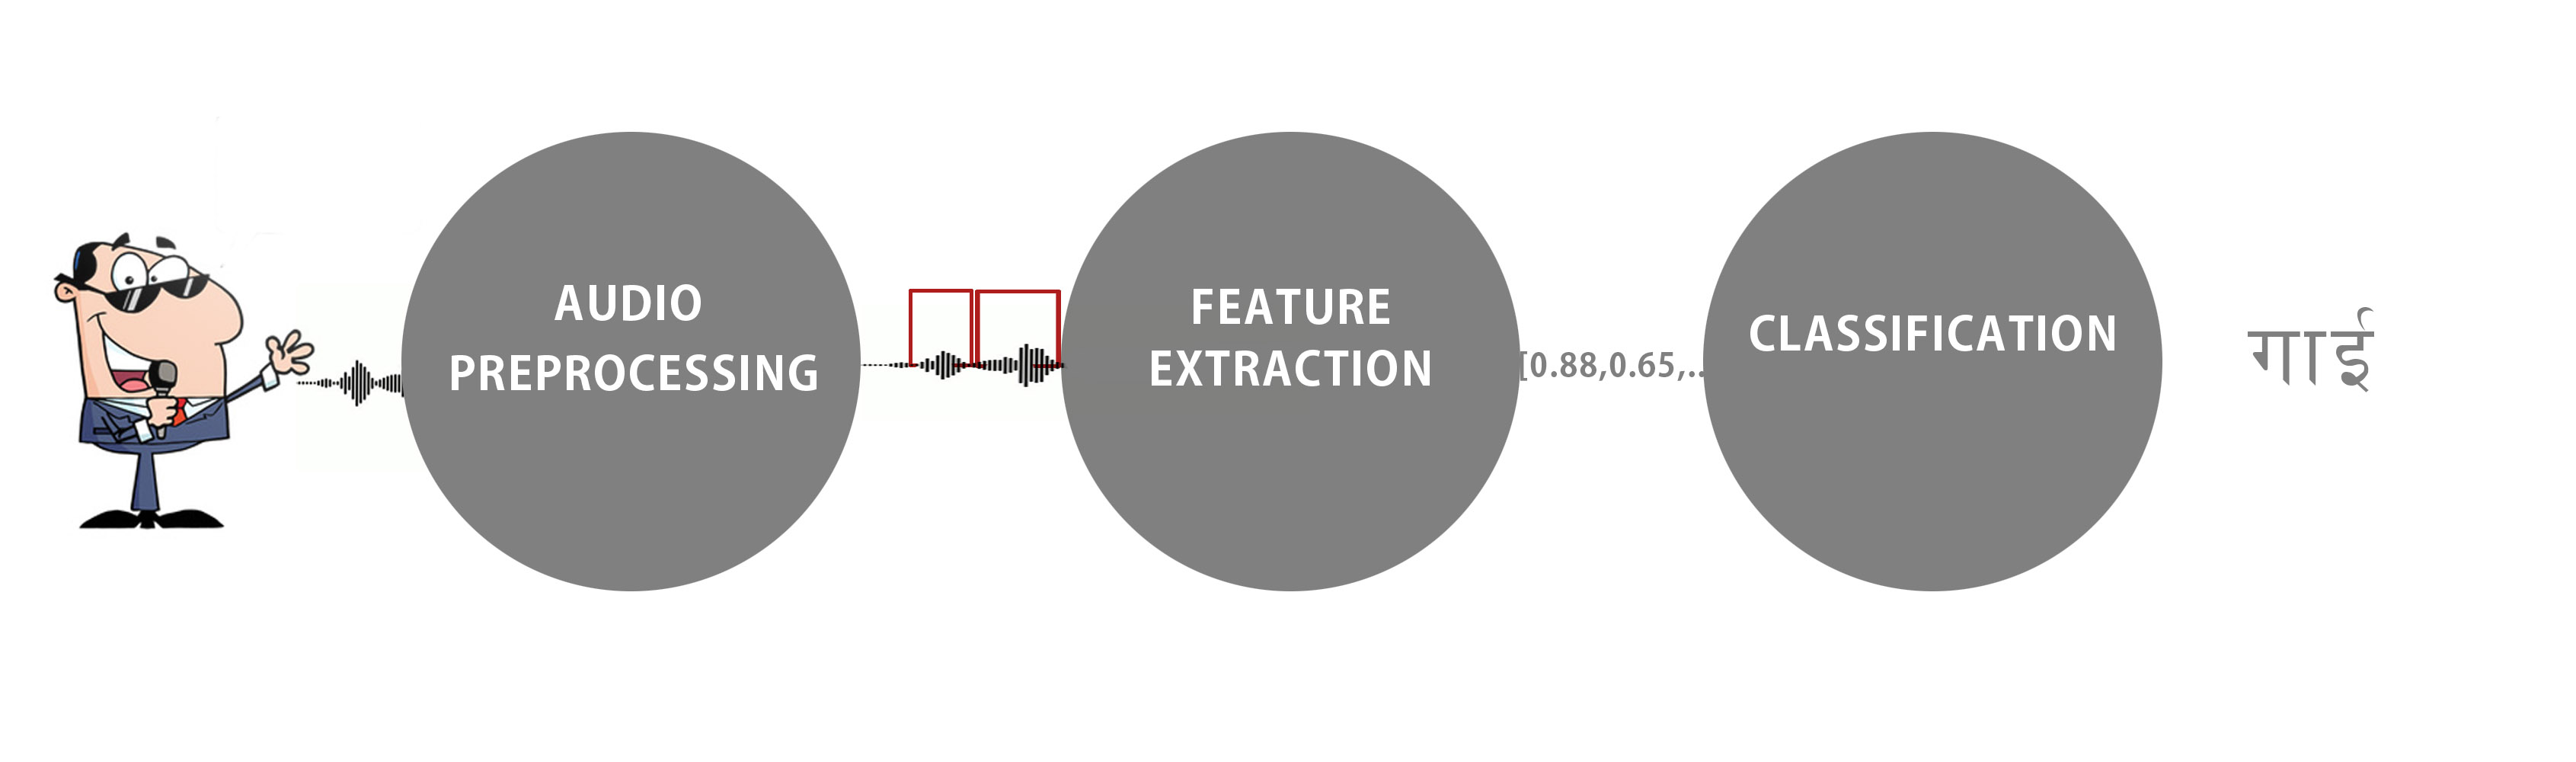 AUDIO
PREPROCESSING
FEATURE
EXTRACTION
[0.88,0.65,..
CLASSIFICATION
गाई